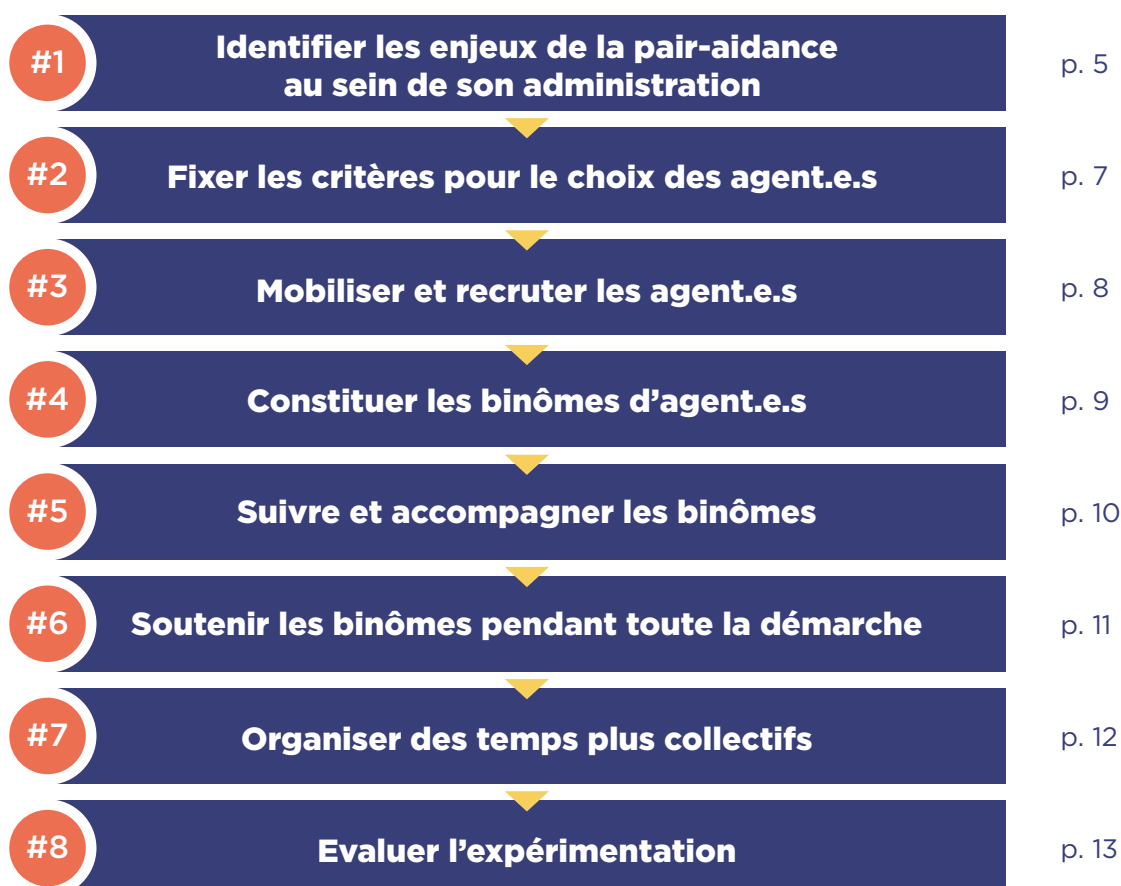 #1
Identifier les enjeux de la pair-aidance
au sein de son administration
p. 5
#2
Fixer les critères pour le choix des agent.e.s
p. 7
#3
Mobiliser et recruter les agent.e.s
p. 8
#4
Constituer les binômes d’agent.e.s
p. 9
#5
Suivre et accompagner les binômes
p. 10
#6
Soutenir les binômes pendant toute la démarche
p. 11
#7
Organiser des temps plus collectifs
p. 12
#8
Evaluer l’expérimentation
p. 13